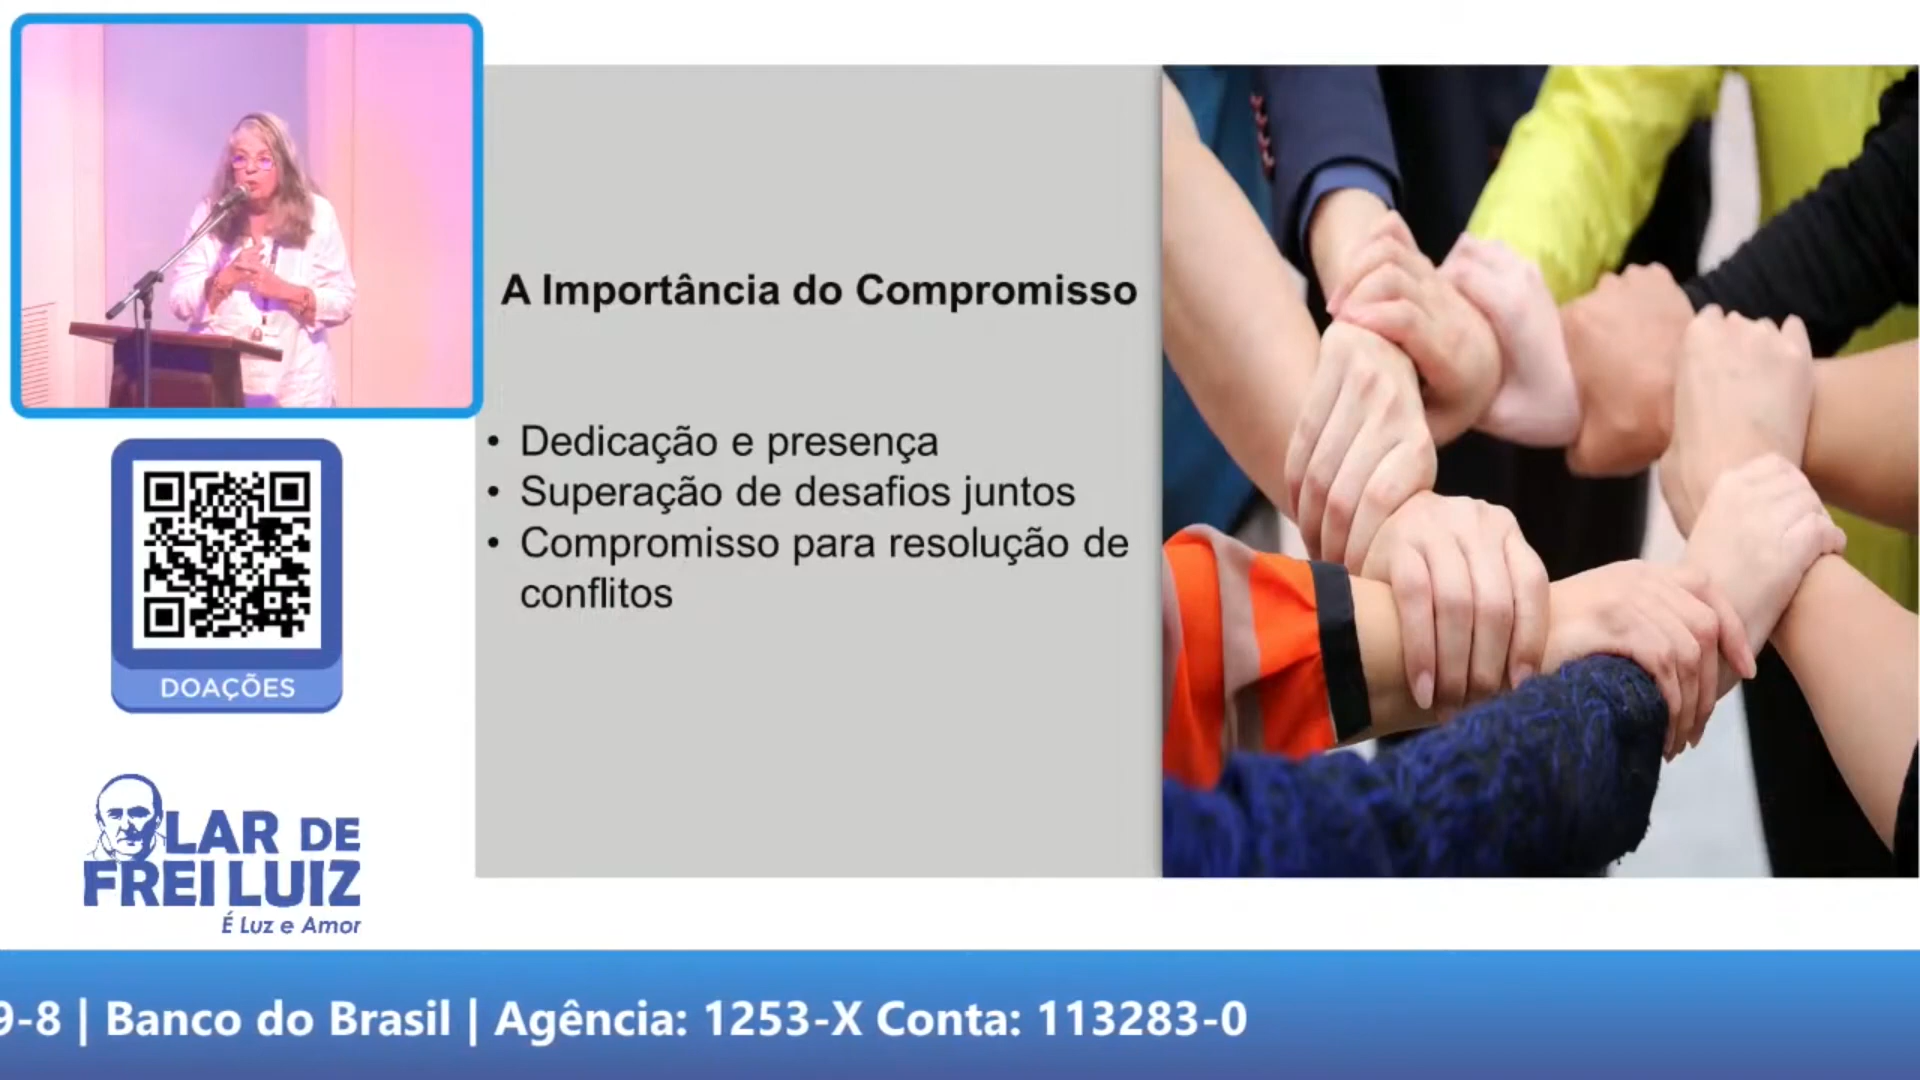 A Importância do Compromisso
• Dedicação e presença
• Superação de desafios juntos
• Compromisso para resolução de
conflitos
DOAÇÕES
LAR DE
FREI LUIZ
É Luz e Amor
9-8 | Banco do Brasil | Agência: 1253-X Conta: 113283-0